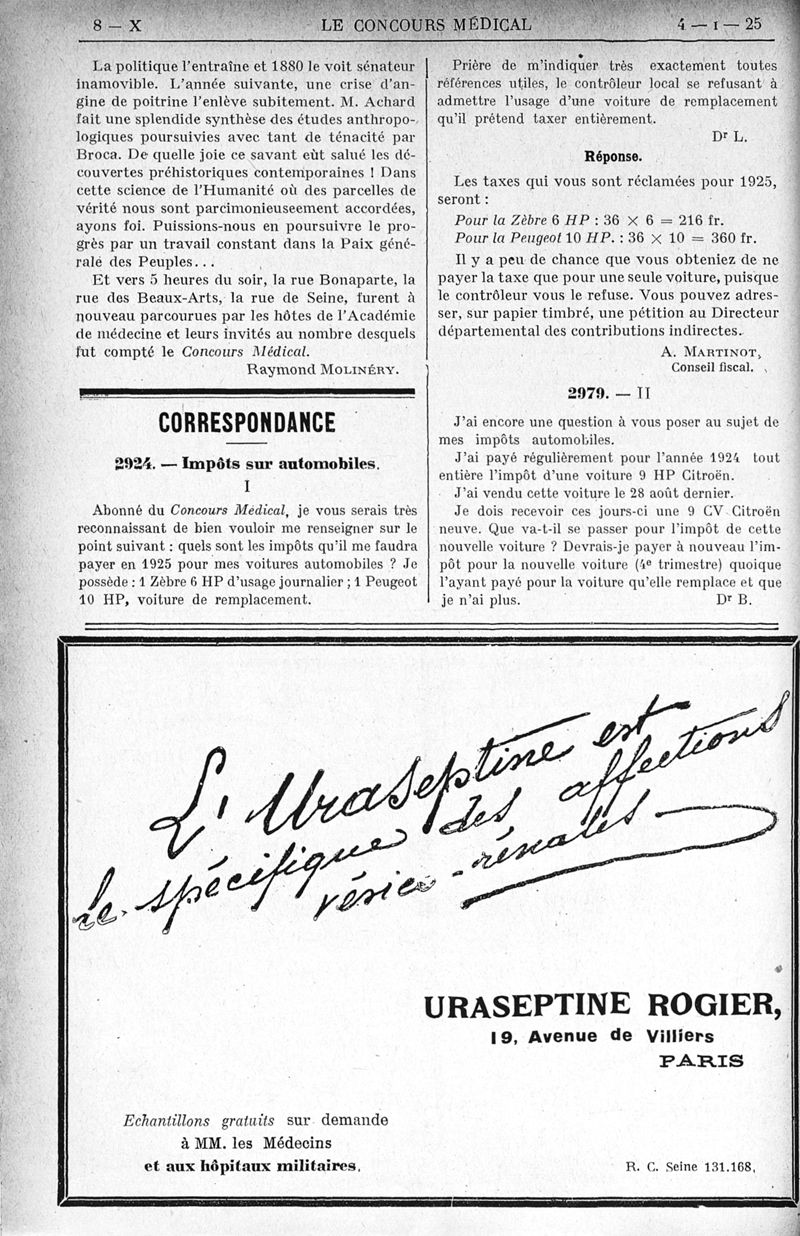 8 — X
LE CONCOURS MÉDICAL
4 — I — 25
La politique l'entraîne et 1880 le voit sénateur
inamovible. L'année suivante, une crise d'an-
gine de poitrine l'enlève subitement. M. Achard
fait une splendide synthèse des études anthropo-
logiques poursuivies avec tant de ténacité par
Broca. De quelle joie ce savant eût salué les dé-
couvertes préhistoriques contemporaines ! Dans
cette science de l'Humanité où des parcelles de
vérité nous sont parcimonieusement accordées,
ayons foi. Puissions-nous en poursuivre le pro-
grès par un travail constant dans la Paix géné-
rale des Peuples...
Et vers 5 heures du soir, la rue Bonaparte, la
rue des Beaux-Arts, la rue de Seine, furent à
nouveau parcourues par les hôtes de l'Académie
de médecine et leurs invités au nombre desquels
fut compté le Concours Médical.
Raymond MOLINÉRY.
CORRESPONDANCE
2924. — Impôts sur automobiles.
I
Abonné du Concours Médical, je vous serais très
reconnaissant de bien vouloir me renseigner sur le
point suivant : quels sont les impôts qu'il me faudra
payer en 1925 pour mes voitures automobiles ? Je
possède : 1 Zèbre 6 HP d'usage journalier ; 1 Peugeot
10 HP, voiture de remplacement.
Prière de m'indiquer très exactement toutes
références utiles, le contrôleur local se refusant à
admettre l'usage d'une voiture de remplacement
qu'il prétend taxer entièrement.
Dr L.
Réponse.
Les taxes qui vous sont réclamées pour 1925,
seront :
Pour la Zèbre 6 HP : 36 × 6 = 216 fr.
Pour la Peugeot 10 HP. : 36 × 10 = 360 fr.
Il y a peu de chance que vous obteniez de ne
payer la taxe que pour une seule voiture, puisque
le contrôleur vous le refuse. Vous pouvez adres-
ser, sur papier timbré, une pétition au Directeur
départemental des contributions indirectes.
A. MARTINOT,
Conseil fiscal.
2979. — II
J'ai encore une question à vous poser au sujet de
mes impôts automobiles.
J'ai payé régulièrement pour l'année 1924 tout
entière l'impôt d'une voiture 9 HP Citroën.
J'ai vendu cette voiture le 28 août dernier.
Je dois recevoir ces jours-ci une 9 CV Citroën
neuve. Que va-t-il se passer pour l'impôt de cette
nouvelle voiture ? Devrais-je payer à nouveau l'im-
pôt pour la nouvelle voiture (4e trimestre) quoique
l'ayant payé pour la voiture qu'elle remplace et que
je n'ai plus. Dr B.
L'Uraseptine est
le spécifique des affections
vésico-rénales
URASEPTINE ROGIER,
19, Avenue de Villiers
PARIS
Echantillons gratuits sur demande
à MM. les Médecins
et aux hôpitaux militaires.
R. C. Seine 131.168.